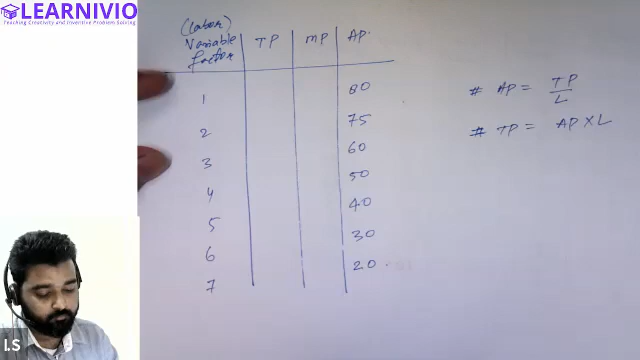 LEARNIVIO
Teaching Creativity and Inventive Problem Solving
(Labor)
Variable
factor TP MP AP.
1 80
2 75
3 60
4 50
5 40
6 30
7 20
# AP = TP
L
# TP = AP X L
I.S